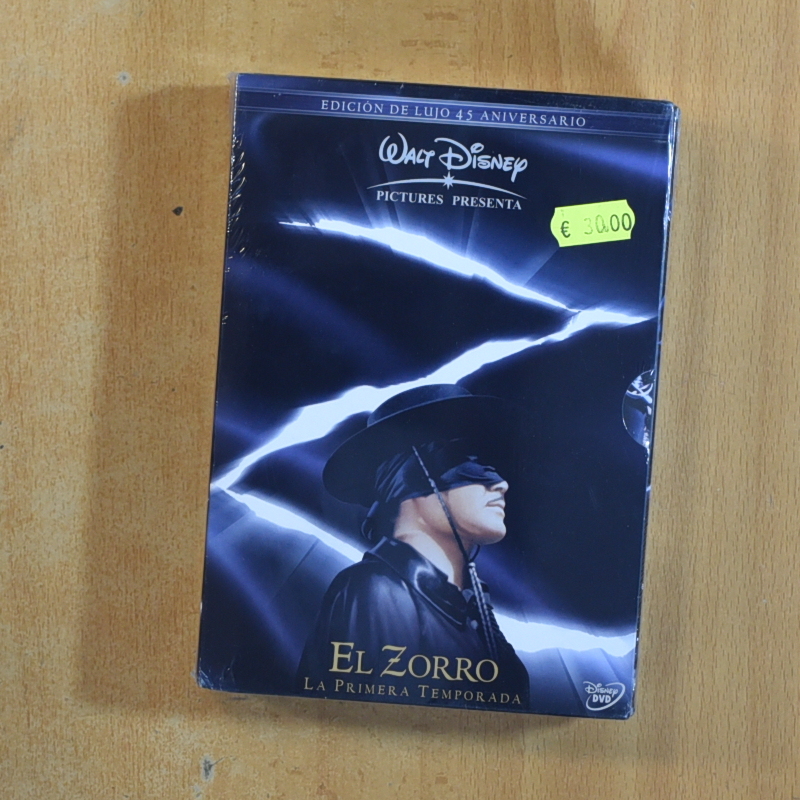 EDICIÓN DE LUJO 45 ANIVERSARIO
WALT DISNEY
PICTURES PRESENTA
€ 30.00
EL ZORRO
LA PRIMERA TEMPORADA
Disney
DVD